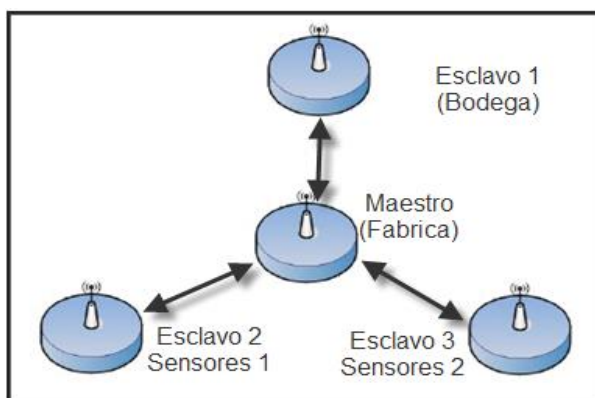 Esclavo 1
(Bodega)
Maestro
(Fabrica)
Esclavo 2
Sensores 1
Esclavo 3
Sensores 2